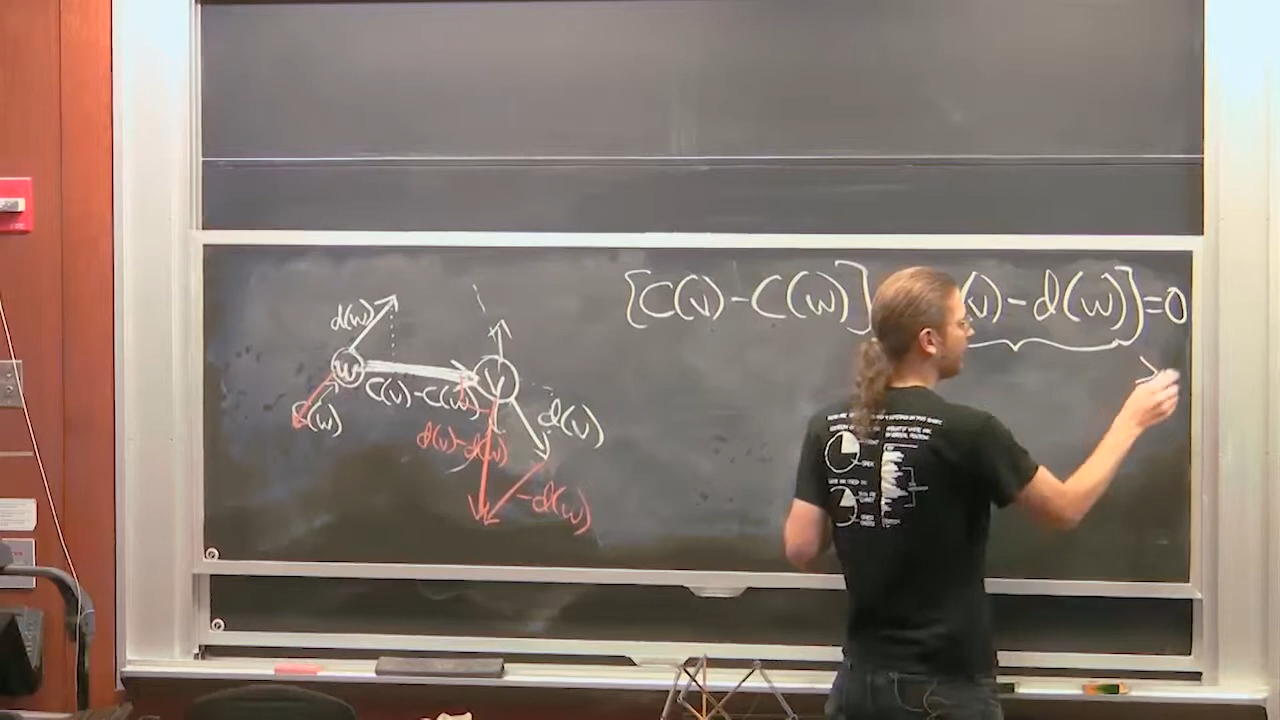 [C(v)-C(w)] (v)-d(w)]=0
>
d(w)
w
v
C(v)-C(w)
C(w)
d(v)
d(v)-d(w)
-d(w)